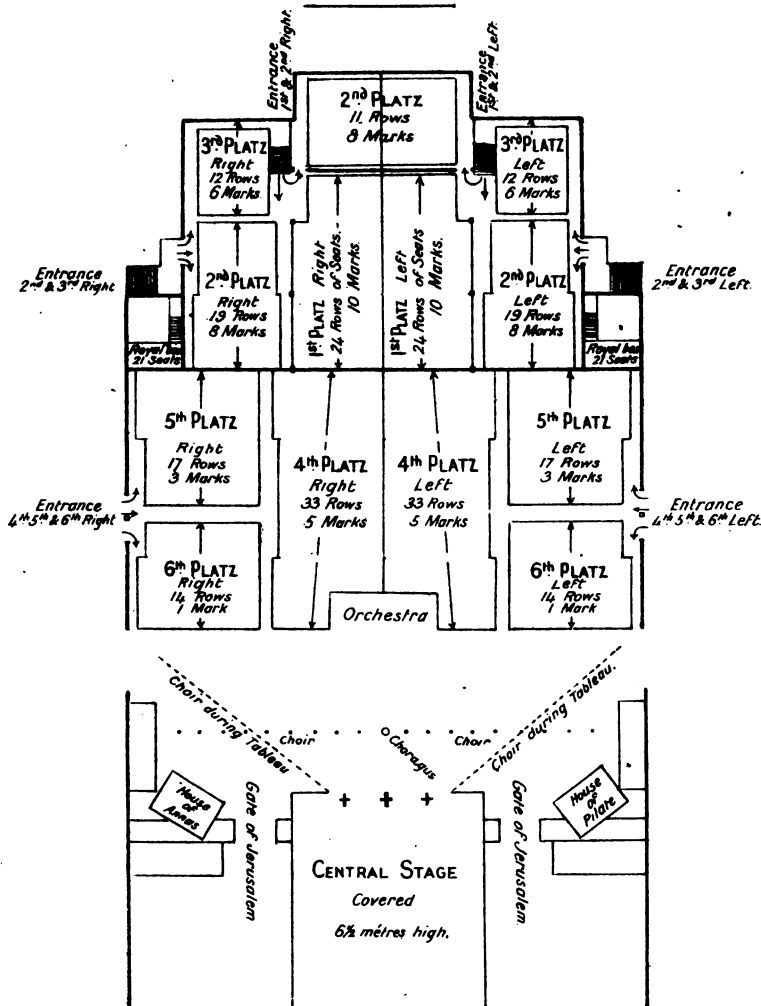 Entrance
1st & 2nd Right.
Entrance
1st & 2nd Left.
2nd PLATZ
11 Rows
8 Marks
3rd PLATZ
Right
12 Rows
6 Marks
3rd PLATZ
Left
12 Rows
6 Marks
Entrance
2nd & 3rd Right
2nd PLATZ
Right
19 Rows
8 Marks
1st PLATZ Right
24 Rows of Seats.
10 Marks.
1st PLATZ Left
24 Rows of Seats
10 Marks.
2nd PLATZ
Left
19 Rows
8 Marks
Entrance
2nd & 3rd Left.
Royal box
21 Seats
Royal box
21 Seats
5th PLATZ
Right
17 Rows
3 Marks
4th PLATZ
Right
33 Rows
5 Marks
4th PLATZ
Left
33 Rows
5 Marks
5th PLATZ
Left
17 Rows
3 Marks
Entrance
4th 5th & 6th Right
Entrance
4th 5th & 6th Left.
6th PLATZ
Right
14 Rows
1 Mark
6th PLATZ
Left
14 Rows
1 Mark
Orchestra
Choir during Tableau
Choir during Tableau.
Choir
Choragus
Choir
House
of
Annas
Gate of Jerusalem
Gate of Jerusalem.
House
of
Pilate
CENTRAL STAGE
Covered
6½ métres high.